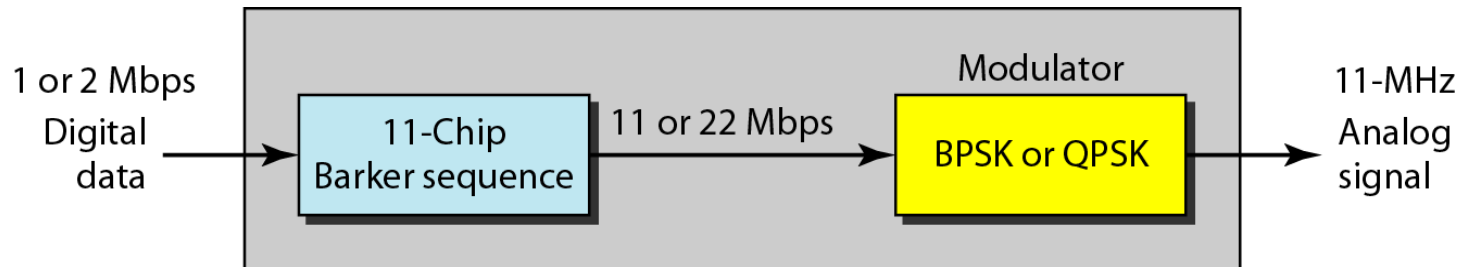 1 or 2 Mbps
Digital
data
11-Chip
Barker sequence
11 or 22 Mbps
Modulator
BPSK or QPSK
11-MHz
Analog
signal